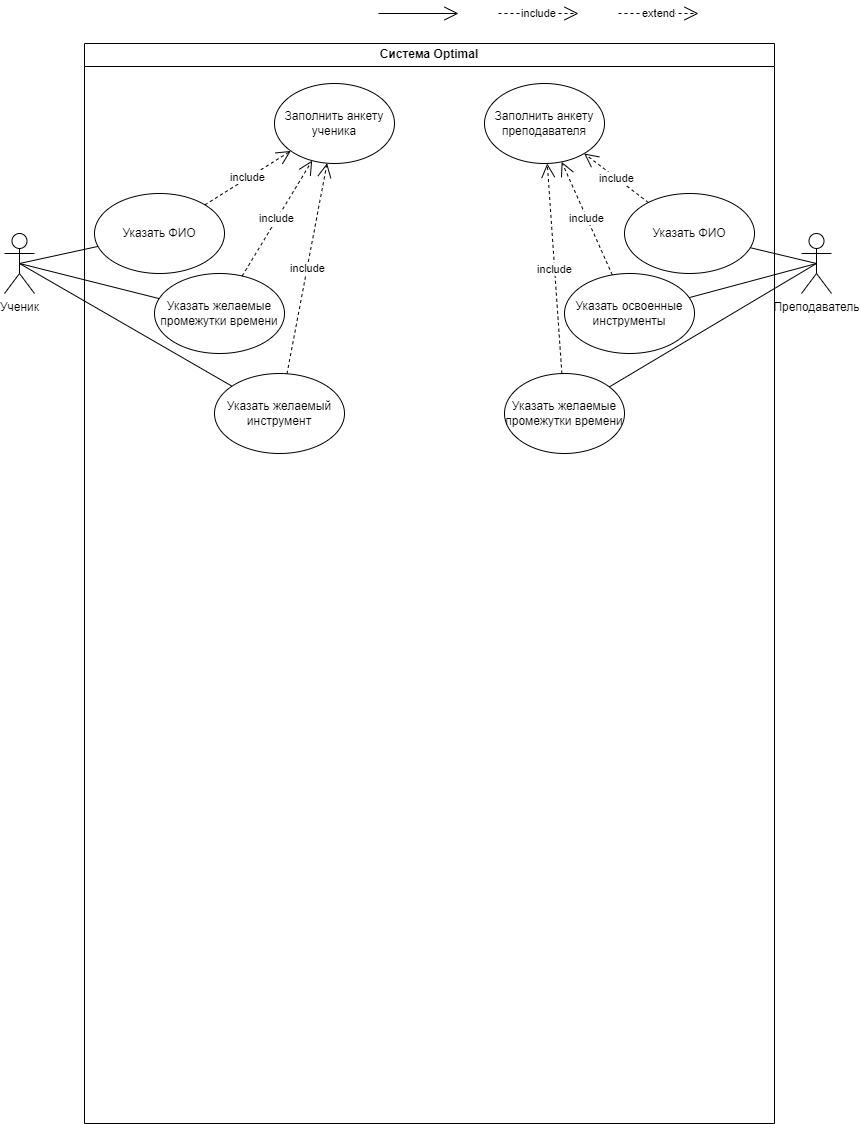 include
extend
Система Optimal
Заполнить анкету
ученика
Заполнить анкету
преподавателя
include
include
include
include
include
include
Указать ФИО
Указать ФИО
Ученик
Указать желаемые
промежутки времени
Указать освоенные
инструменты
Преподаватель
Указать желаемый
инструмент
Указать желаемые
промежутки времени